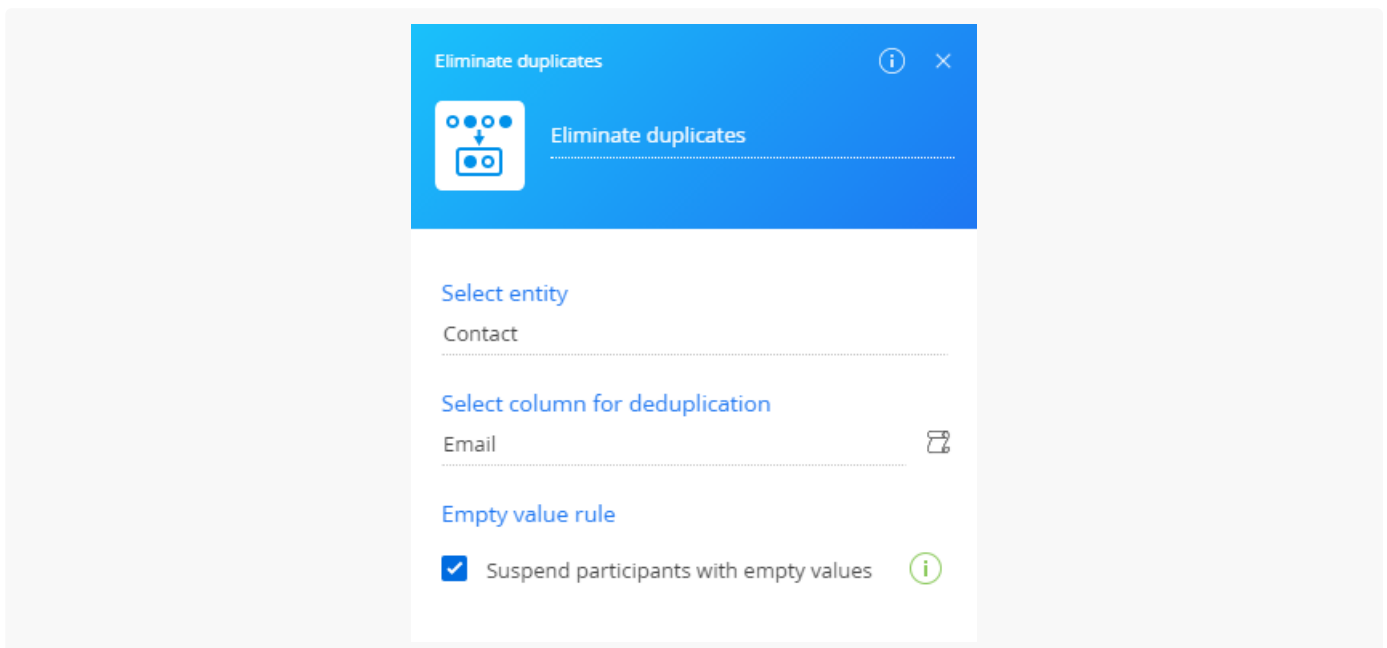 Eliminate duplicates
Eliminate duplicates
Select entity
Contact
Select column for deduplication
Email
Empty value rule
Suspend participants with empty values